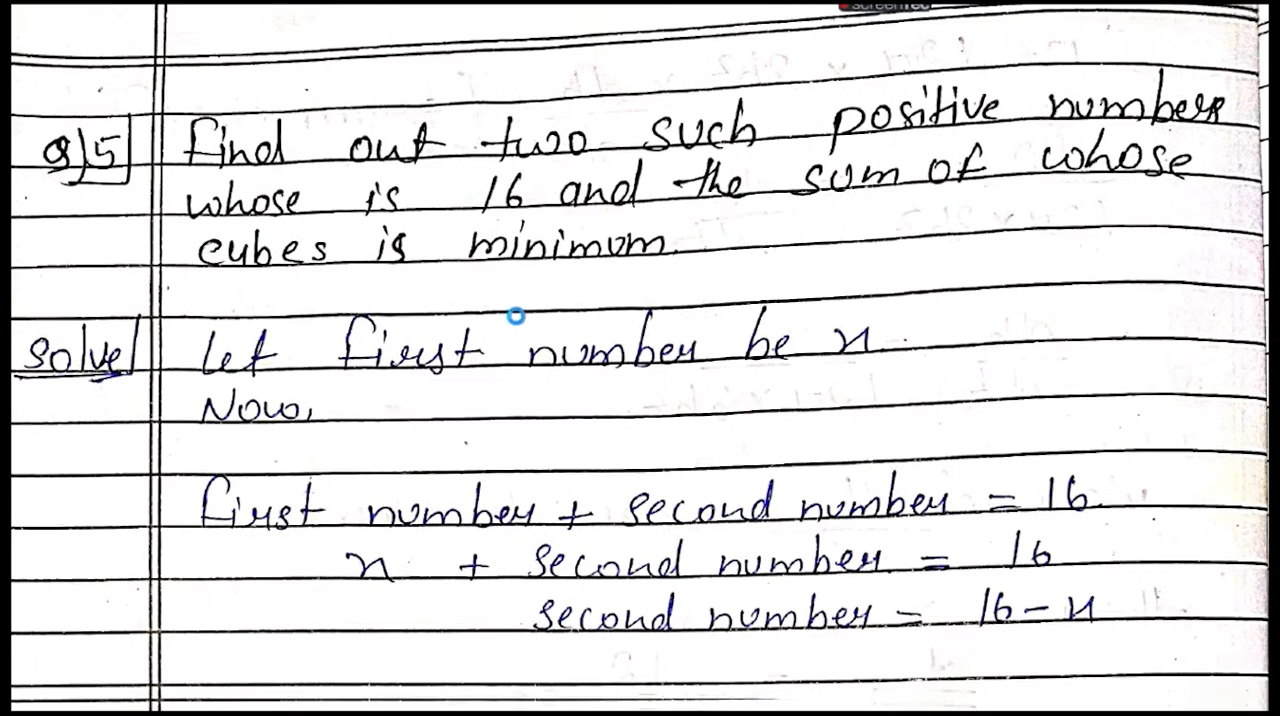 Q)5] find out two such positive numbers
whose is 16 and the sum of whose
cubes is minimum.
Solve] let first number be x
Now,
first number + second number = 16
x + second number = 16
second number = 16 - x